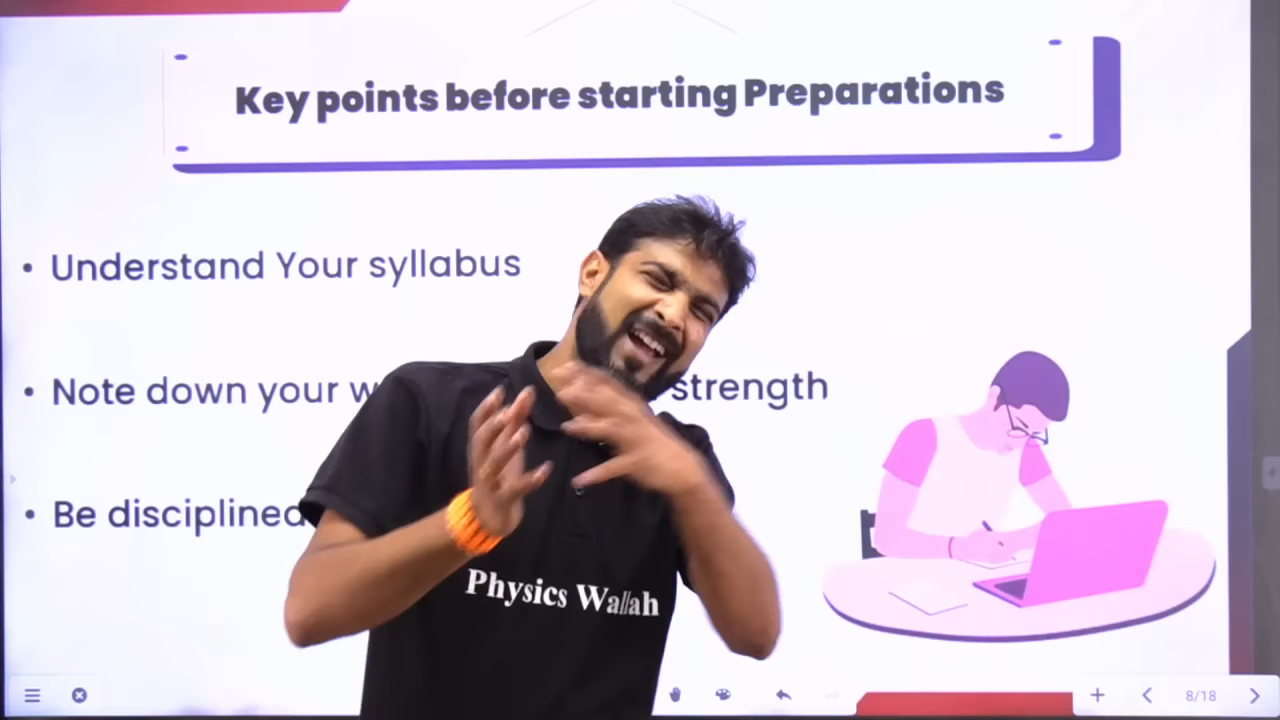 Key points before starting Preparations
• Understand Your syllabus
• Note down your strength
• Be disciplined
Physics Wallah
8/18